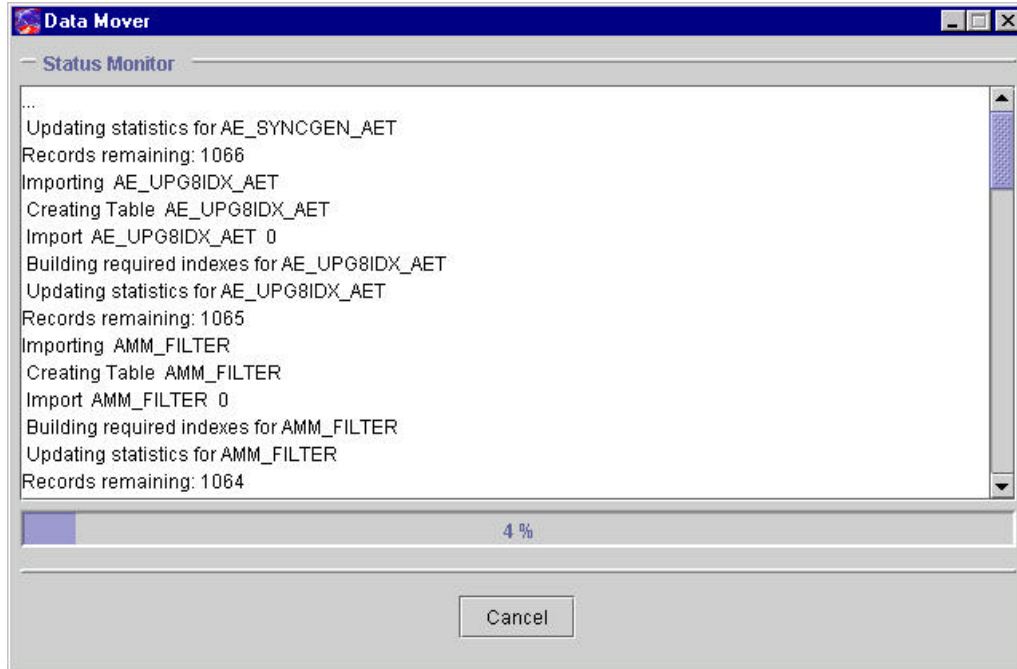 Data Mover
Status Monitor
...
Updating statistics for AE_SYNCGEN_AET
Records remaining: 1066
Importing AE_UPG8IDX_AET
Creating Table AE_UPG8IDX_AET
Import AE_UPG8IDX_AET 0
Building required indexes for AE_UPG8IDX_AET
Updating statistics for AE_UPG8IDX_AET
Records remaining: 1065
Importing AMM_FILTER
Creating Table AMM_FILTER
Import AMM_FILTER 0
Building required indexes for AMM_FILTER
Updating statistics for AMM_FILTER
Records remaining: 1064
4 %
Cancel